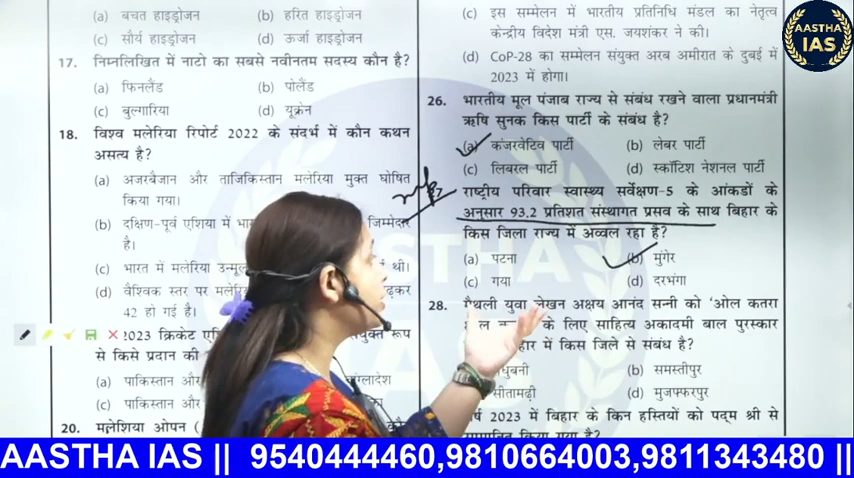 (a) बचत हाइड्रोजन (b) हरित हाइड्रोजन
(c) सौर्य हाइड्रोजन (d) ऊर्जा हाइड्रोजन
17. निम्नलिखित में नाटो का सबसे नवीनतम सदस्य कौन है?
(a) फिनलैंड (b) पोलैंड
(c) बुल्गारिया (d) यूक्रेन
18. विश्व मलेरिया रिपोर्ट 2022 के संदर्भ में कौन कथन
असत्य है?
(a) अजरबैजान और ताजिकिस्तान मलेरिया मुक्त घोषित
किया गया।
(b) दक्षिण-पूर्व एशिया में जिम्मेदार
है।
(c) भारत में मलेरिया थी।
(d) वैश्विक स्तर पर
42 हो गई है।
2023 क्रिकेट रूप
से किसे प्रदान की
(a) पाकिस्तान और
(c) पाकिस्तान और
20. मलेशिया ओपन (
(c) इस सम्मेलन में भारतीय प्रतिनिधि मंडल का नेतृत्व
केन्द्रीय विदेश मंत्री एस. जयशंकर ने की।
(d) CoP-28 का सम्मेलन संयुक्त अरब अमीरात के दुबई में
2023 में होगा।
26. भारतीय मूल पंजाब राज्य से संबंध रखने वाला प्रधानमंत्री
ऋषि सुनक किस पार्टी के संबंध है?
(a) कंजरवेटिव पार्टी (b) लेबर पार्टी
(c) लिबरल पार्टी (d) स्कॉटिश नेशनल पार्टी
राष्ट्रीय परिवार स्वास्थ्य सर्वेक्षण-5 के आंकडों के
अनुसार 93.2 प्रतिशत संस्थागत प्रसव के साथ बिहार के
किस जिला राज्य में अव्वल रहा है?
(a) पटना (b) मुंगेर
(c) गया (d) दरभंगा
28. मैथली युवा लेखन अक्षय आनंद सन्नी को 'ओल कतरा
के लिए साहित्य अकादमी बाल पुरस्कार
में किस जिले से संबंध है?
(b) समस्तीपुर
सीतामढ़ी (d) मुजफ्फरपुर
2023 में बिहार के किन हस्तियों को पद्म श्री से
सम्मानित किया गया है?
AASTHA
IAS
AASTHA IAS || 9540444460,9810664003,9811343480 ||